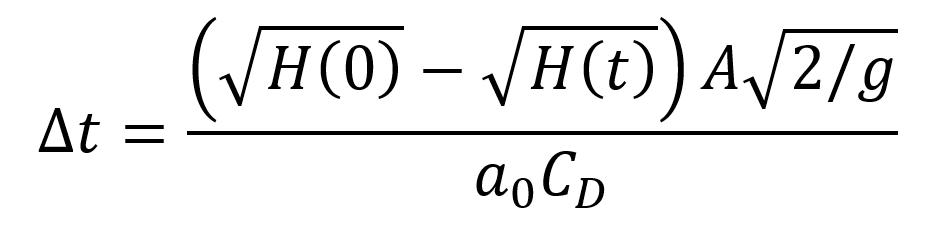 Δt = (√H(0) − √H(t)) A√2/g / a₀C_D